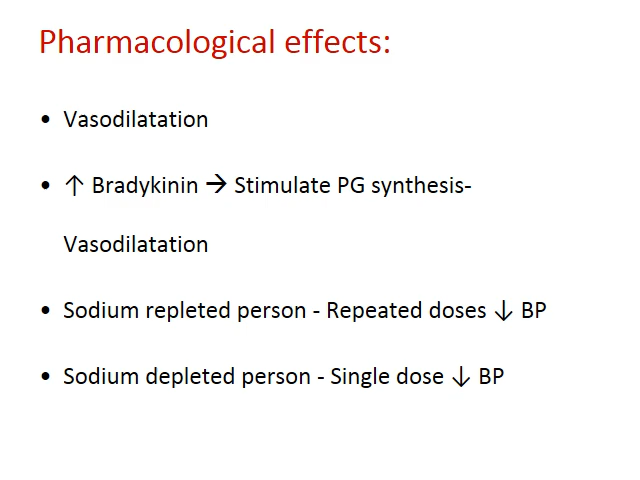 Pharmacological effects:
• Vasodilatation
• ↑ Bradykinin → Stimulate PG synthesis-
Vasodilatation
• Sodium repleted person - Repeated doses ↓ BP
• Sodium depleted person - Single dose ↓ BP